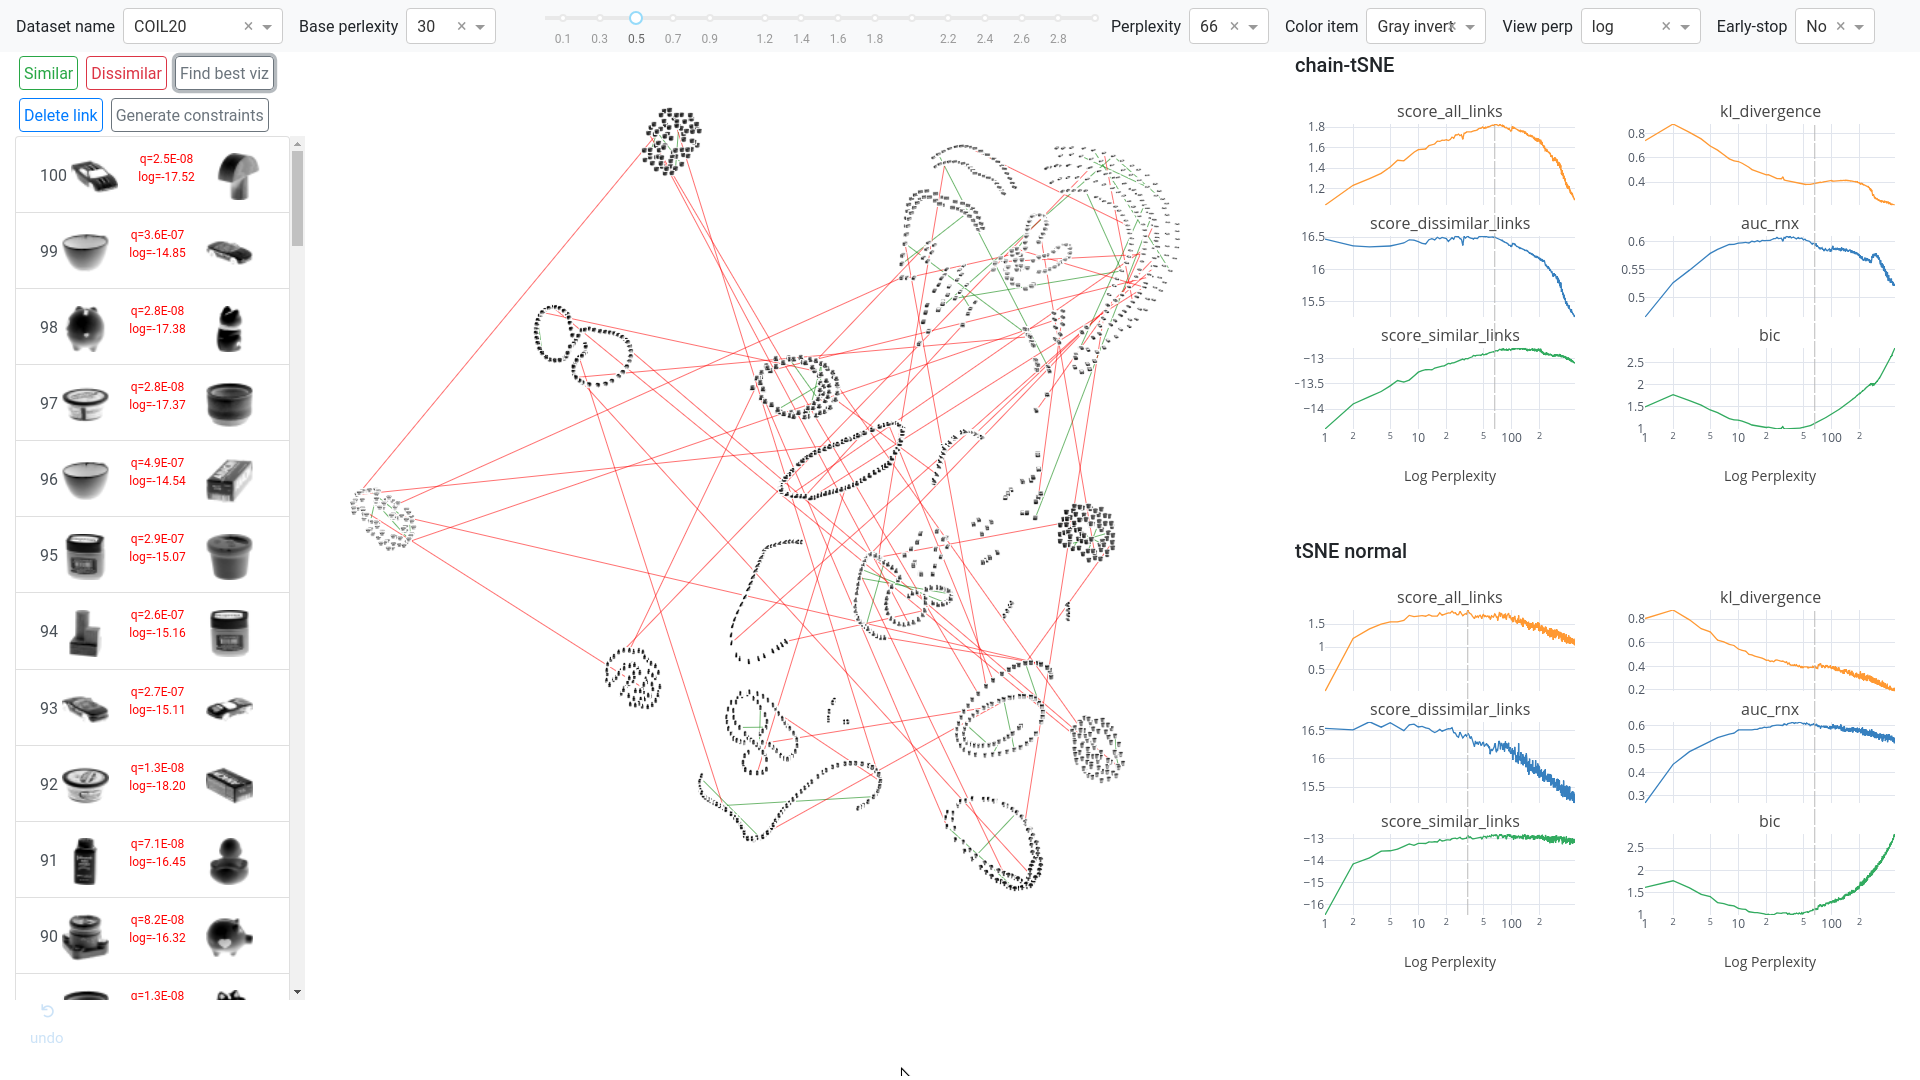 Dataset name COIL20 × Base perlexity 30 × Perplexity 66 × Color item Gray invert × View perp log × Early-stop No ×
0.1 0.3 0.5 0.7 0.9 1.2 1.4 1.6 1.8 2.2 2.4 2.6 2.8
Similar Dissimilar Find best viz
Delete link Generate constraints
100 q=2.5E-08
log=-17.52
99 q=3.6E-07
log=-14.85
98 q=2.8E-08
log=-17.38
97 q=2.8E-08
log=-17.37
96 q=4.9E-07
log=-14.54
95 q=2.9E-07
log=-15.07
94 q=2.6E-07
log=-15.16
93 q=2.7E-07
log=-15.11
92 q=1.3E-08
log=-18.20
91 q=7.1E-08
log=-16.45
90 q=8.2E-08
log=-16.32
q=1.3E-08
undo
chain-tSNE
score_all_links
1.8
1.6
1.4
1.2
score_dissimilar_links
16.5
16
15.5
score_similar_links
−13
−13.5
−14
1 2 5 10 2 5 100 2
Log Perplexity
kl_divergence
0.8
0.6
0.4
auc_rnx
0.6
0.55
0.5
bic
2.5
2
1.5
1
1 2 5 10 2 5 100 2
Log Perplexity
tSNE normal
score_all_links
1.5
1
0.5
score_dissimilar_links
16.5
16
15.5
score_similar_links
−13
−14
−15
−16
1 2 5 10 2 5 100 2
Log Perplexity
kl_divergence
0.8
0.6
0.4
0.2
auc_rnx
0.6
0.5
0.4
0.3
bic
2.5
2
1.5
1
1 2 5 10 2 5 100 2
Log Perplexity